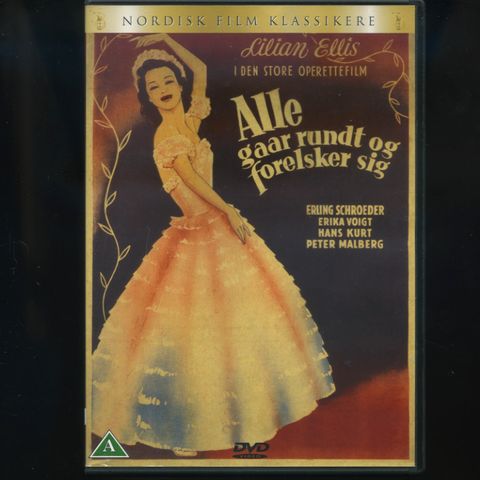 NORDISK FILM KLASSIKERE
Lilian Ellis
I DEN STORE OPERETTEFILM
Alle
gaar rundt og
forelsker sig
ERLING SCHROEDER
ERIKA VOIGT
HANS KURT
PETER MALBERG
A
DVD
VIDEO